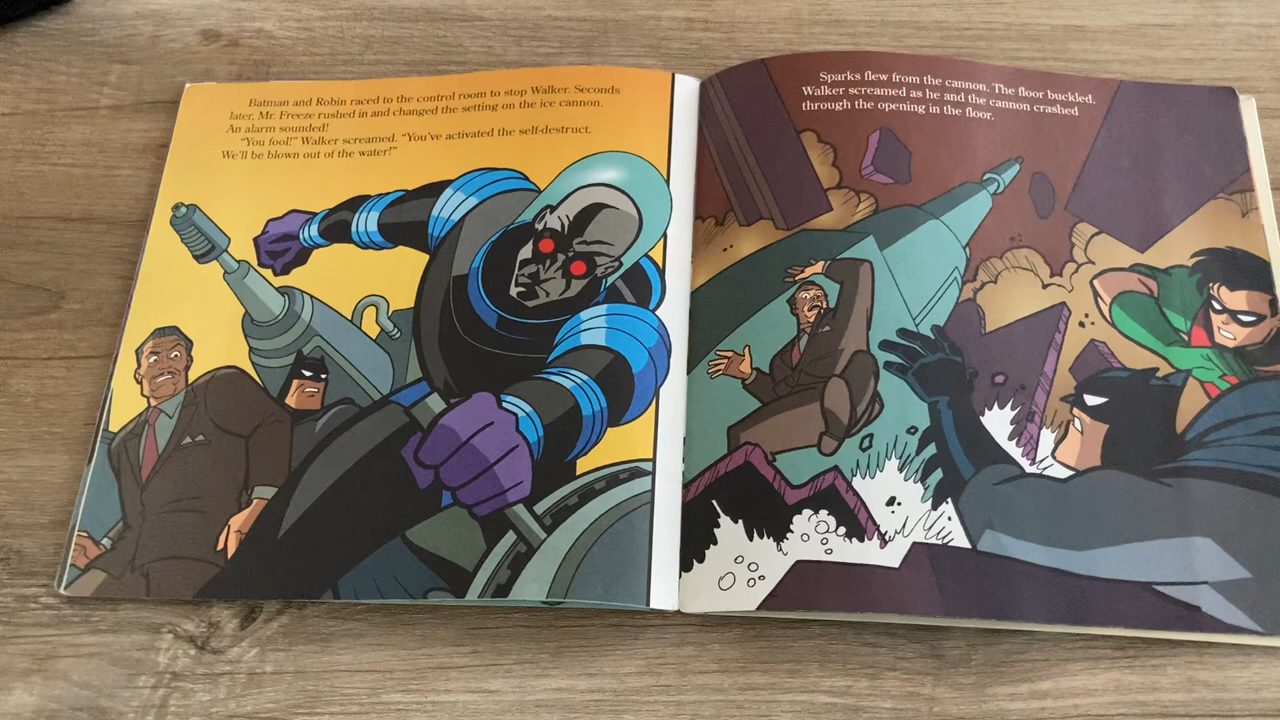 Batman and Robin raced to the control room to stop Walker. Seconds
later, Mr. Freeze rushed in and changed the setting on the ice cannon.
An alarm sounded!
"You fool!" Walker screamed. "You've activated the self-destruct.
We'll be blown out of the water!"
Sparks flew from the cannon. The floor buckled.
Walker screamed as he and the cannon crashed
through the opening in the floor.